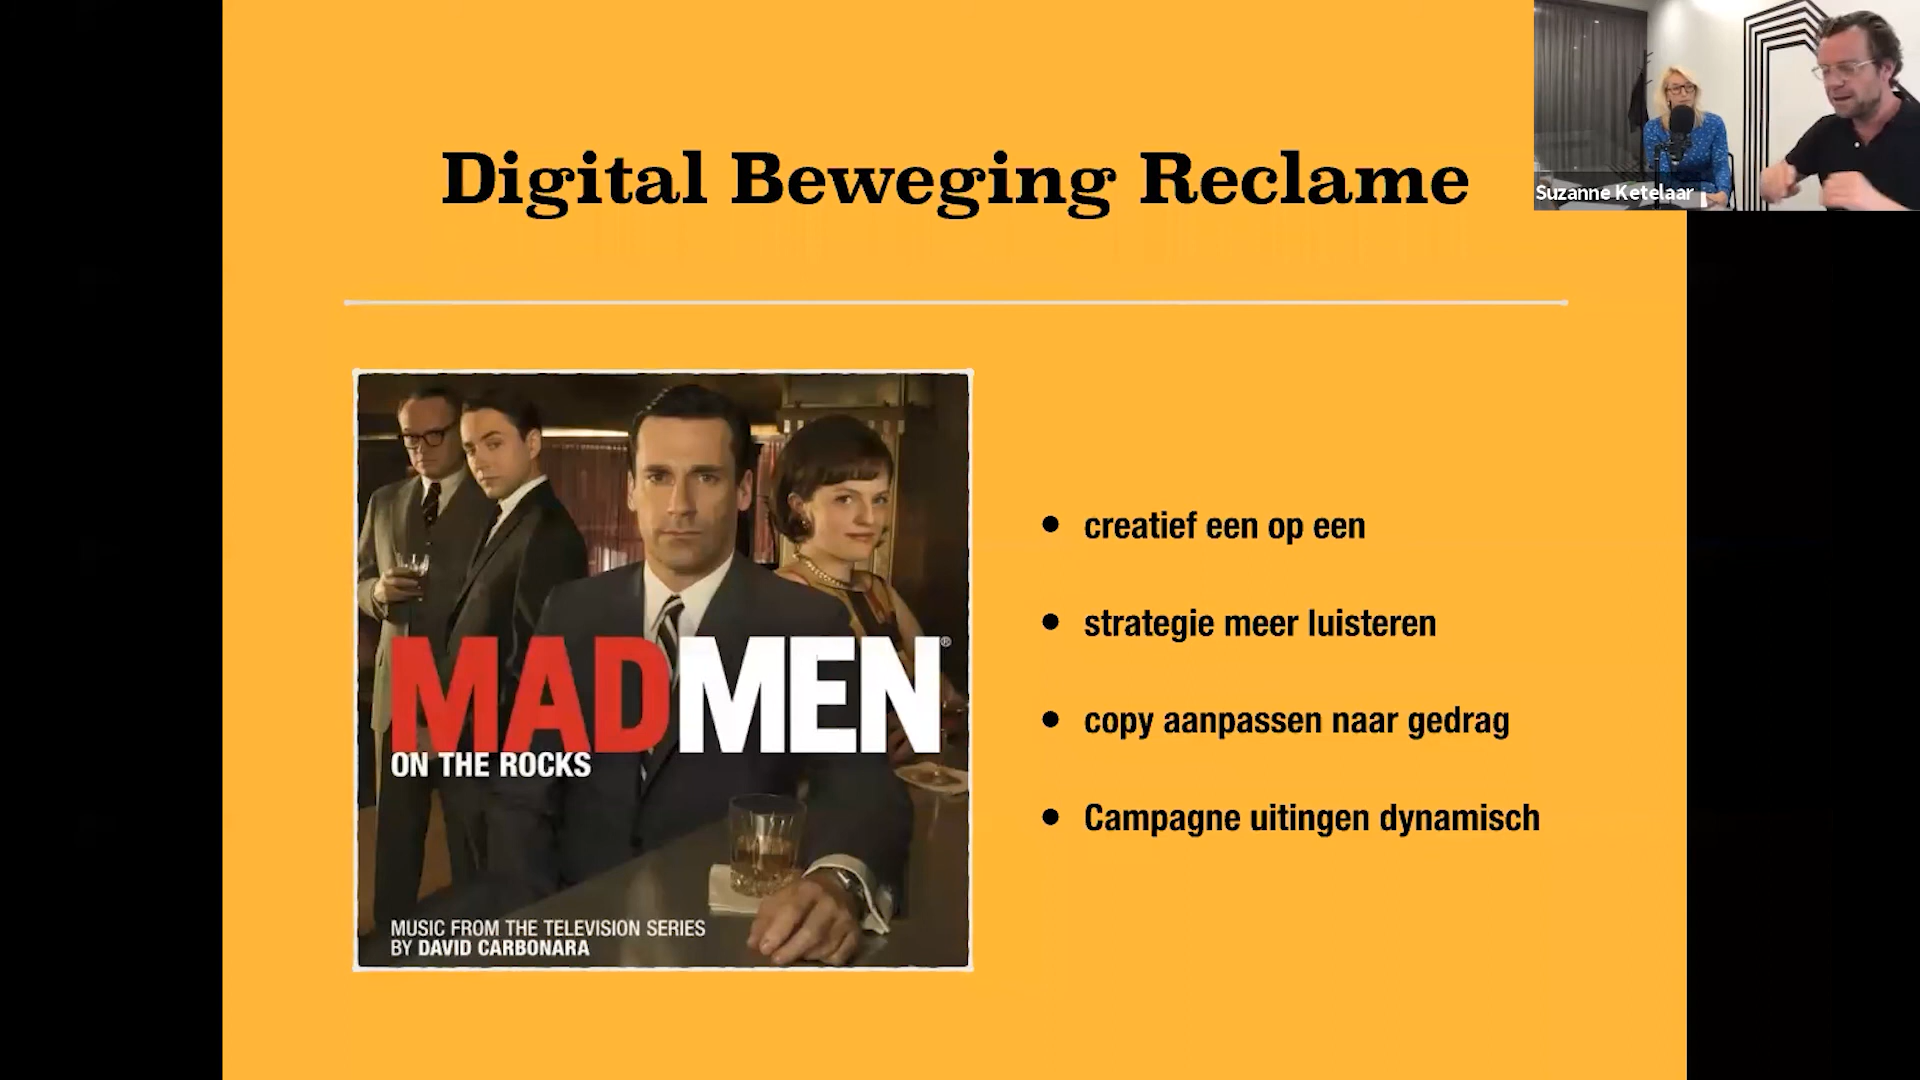 Digital Beweging Reclame
Suzanne Ketelaar
MADMEN®
ON THE ROCKS
MUSIC FROM THE TELEVISION SERIES
BY DAVID CARBONARA
• creatief een op een
• strategie meer luisteren
• copy aanpassen naar gedrag
• Campagne uitingen dynamisch